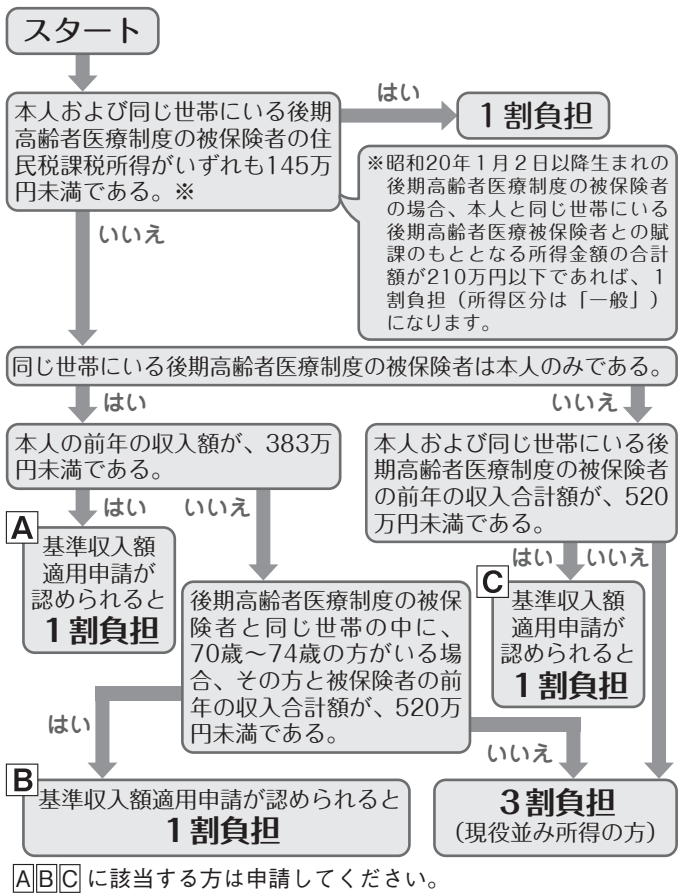 スタート
本人および同じ世帯にいる後期
高齢者医療制度の被保険者の住
民税課税所得がいずれも145万
円未満である。※
はい
1割負担
※昭和20年1月2日以降生まれの
後期高齢者医療制度の被保険者
の場合、本人と同じ世帯にいる
後期高齢者医療被保険者との賦
課のもととなる所得金額の合計
額が210万円以下であれば、1
割負担（所得区分は「一般」）
になります。
いいえ
同じ世帯にいる後期高齢者医療制度の被保険者は本人のみである。
はい
いいえ
本人の前年の収入額が、383万
円未満である。
本人および同じ世帯にいる後
期高齢者医療制度の被保険者
の前年の収入合計額が、520
万円未満である。
はい
いいえ
A
基準収入額
適用申請が
認められると
1割負担
はい
いいえ
C
基準収入額
適用申請が
認められると
1割負担
後期高齢者医療制度の被保
険者と同じ世帯の中に、
70歳～74歳の方がいる場
合、その方と被保険者の前
年の収入合計額が、520万
円未満である。
はい
いいえ
B
基準収入額適用申請が認められると
1割負担
3割負担
（現役並み所得の方）
ABCに該当する方は申請してください。